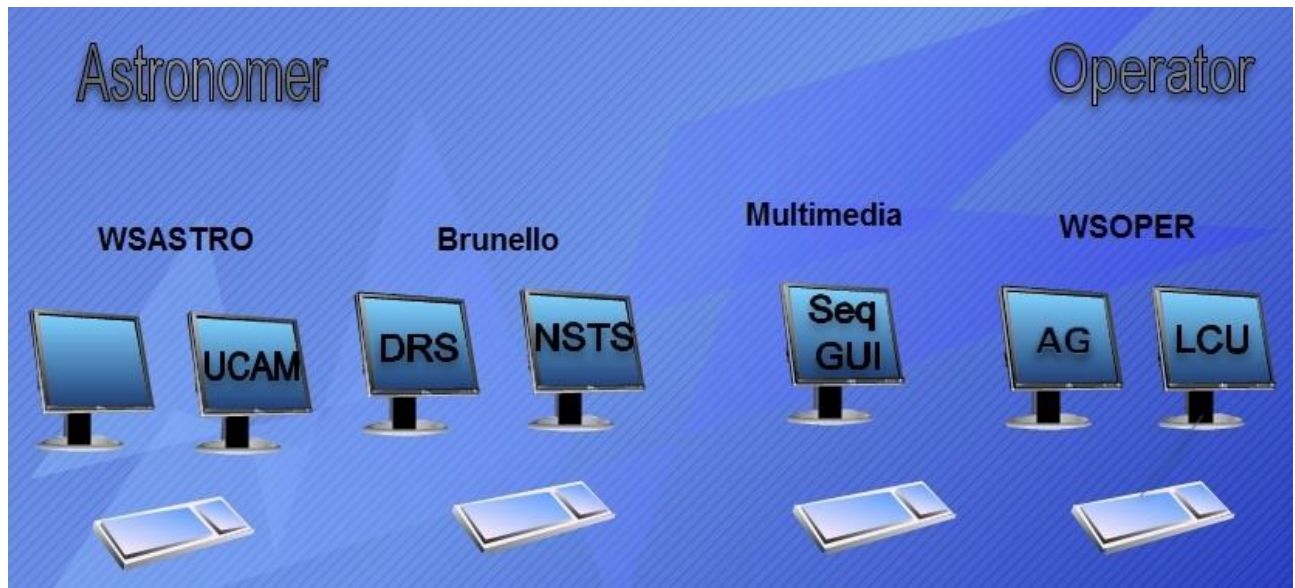 Astronomer
Operator
WSASTRO
Brunello
Multimedia
WSOPER
UCAM
DRS
NSTS
Seq
GUI
AG
LCU